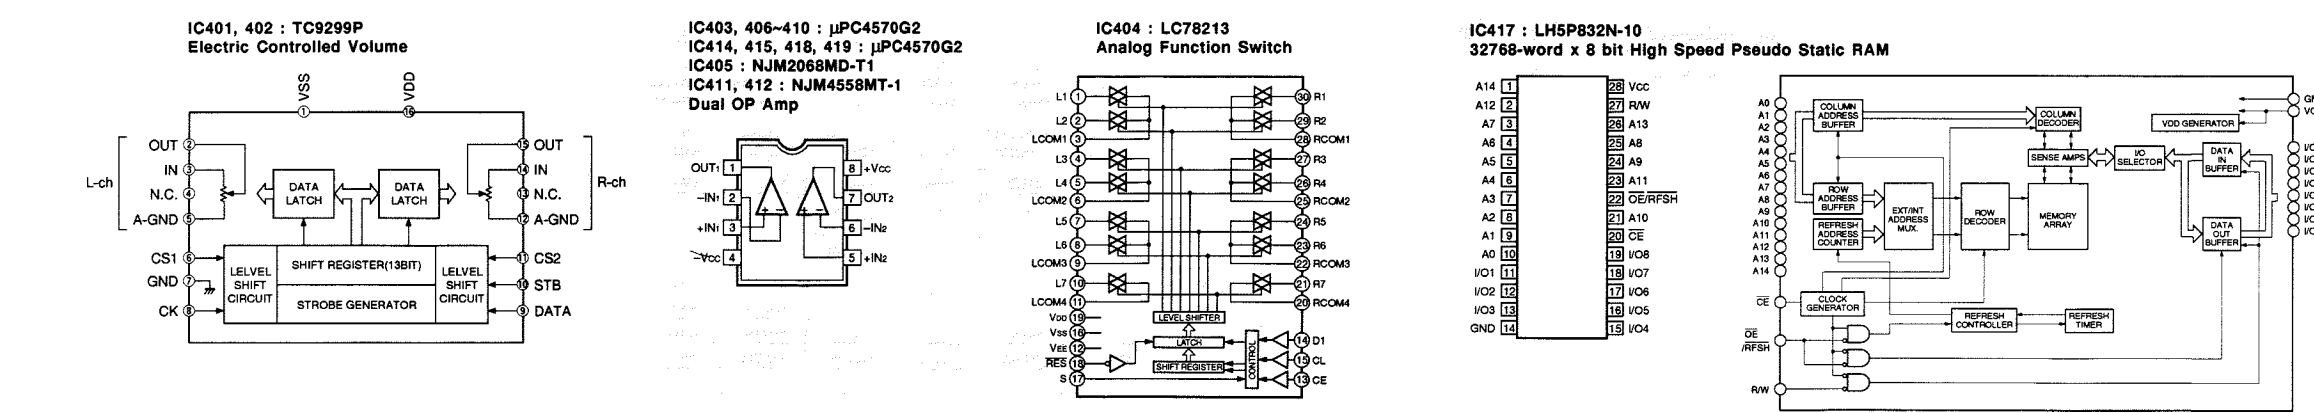 IC401, 402 : TC9299P
Electric Controlled Volume
VSS
VDD
1
16
L-ch
OUT 2
IN 3
N.C. 4
A-GND 5
15 OUT
14 IN
13 N.C.
12 A-GND
R-ch
DATA LATCH
DATA LATCH
CS1 6
GND 7
CK 8
LELVEL SHIFT CIRCUIT
SHIFT REGISTER(13BIT)
STROBE GENERATOR
LELVEL SHIFT CIRCUIT
11 CS2
10 STB
9 DATA
IC403, 406~410 : µPC4570G2
IC414, 415, 418, 419 : µPC4570G2
IC405 : NJM2068MD-T1
IC411, 412 : NJM4558MT-1
Dual OP Amp
OUT1 1
-IN1 2
+IN1 3
-Vcc 4
8 +Vcc
7 OUT2
6 -IN2
5 +IN2
IC404 : LC78213
Analog Function Switch
L1 1
L2 2
LCOM1 3
L3 4
L4 5
LCOM2 6
L5 7
L6 8
LCOM3 9
L7 10
LCOM4 11
VDD 19
VSS 16
VEE 12
RES 18
S 17
30 R1
29 R2
28 RCOM1
27 R3
26 R4
25 RCOM2
24 R5
23 R6
22 RCOM3
21 R7
20 RCOM4
LEVEL SHIFTER
LATCH
SHIFT REGISTER
CONTROL
14 D1
15 CL
13 CE
IC417 : LH5P832N-10
32768-word x 8 bit High Speed Pseudo Static RAM
A14 1
A12 2
A7 3
A6 4
A5 5
A4 6
A3 7
A2 8
A1 9
A0 10
I/O1 11
I/O2 12
I/O3 13
GND 14
28 Vcc
27 R/W
26 A13
25 A8
24 A9
23 A11
22 OE/RFSH
21 A10
20 CE
19 I/O8
18 I/O7
17 I/O6
16 I/O5
15 I/O4
A0
A1
A2
A3
A4
A5
A6
A7
A8
A9
A10
A11
A12
A13
A14
CE
OE
/RFSH
R/W
COLUMN ADDRESS BUFFER
ROW ADDRESS BUFFER
REFRESH ADDRESS COUNTER
EXT/INT ADDRESS MUX.
ROW DECODER
COLUMN DECODER
SENSE AMPS
MEMORY ARRAY
I/O SELECTOR
VDD GENERATOR
DATA IN BUFFER
DATA OUT BUFFER
CLOCK GENERATOR
REFRESH CONTROLLER
REFRESH TIMER